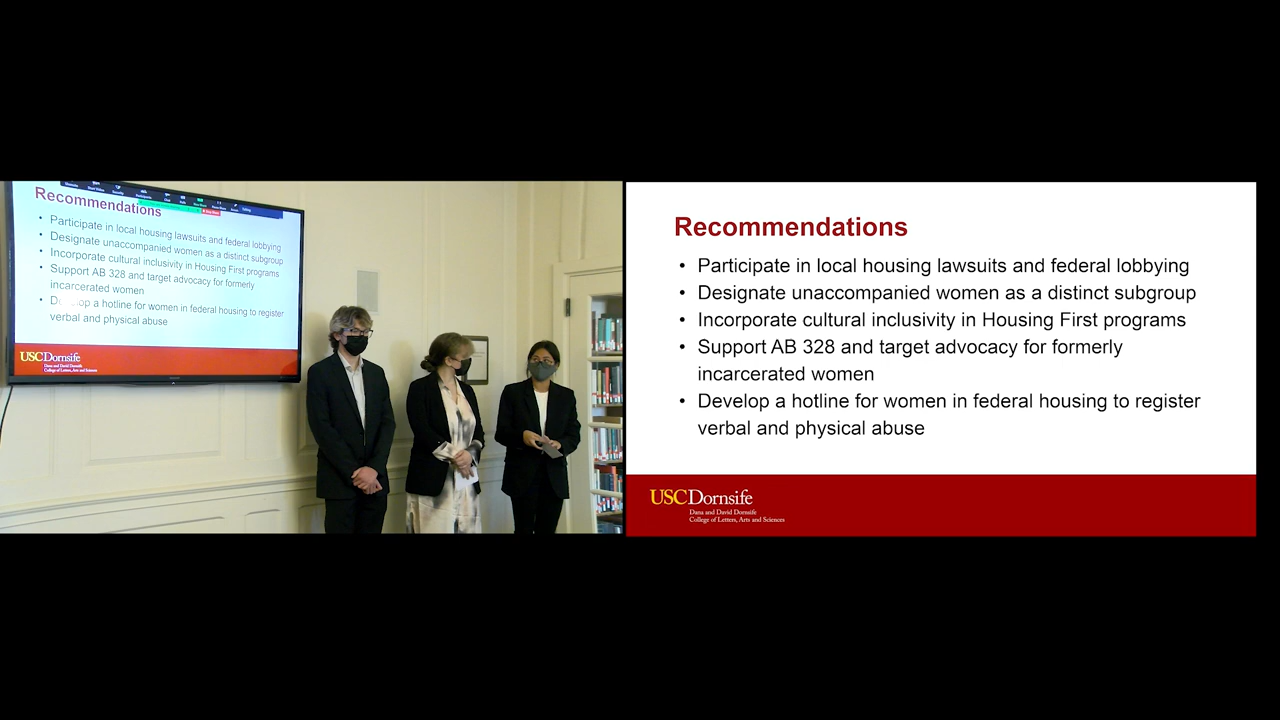 Recommendations
• Participate in local housing lawsuits and federal lobbying
• Designate unaccompanied women as a distinct subgroup
• Incorporate cultural inclusivity in Housing First programs
• Support AB 328 and target advocacy for formerly
incarcerated women
• Develop a hotline for women in federal housing to register
verbal and physical abuse
USCDornsife
Dana and David Dornsife
College of Letters, Arts and Sciences
Recommendations
• Participate in local housing lawsuits and federal lobbying
• Designate unaccompanied women as a distinct subgroup
• Incorporate cultural inclusivity in Housing First programs
• Support AB 328 and target advocacy for formerly
incarcerated women
• Develop a hotline for women in federal housing to register
verbal and physical abuse
USCDornsife
Dana and David Dornsife
College of Letters, Arts and Sciences